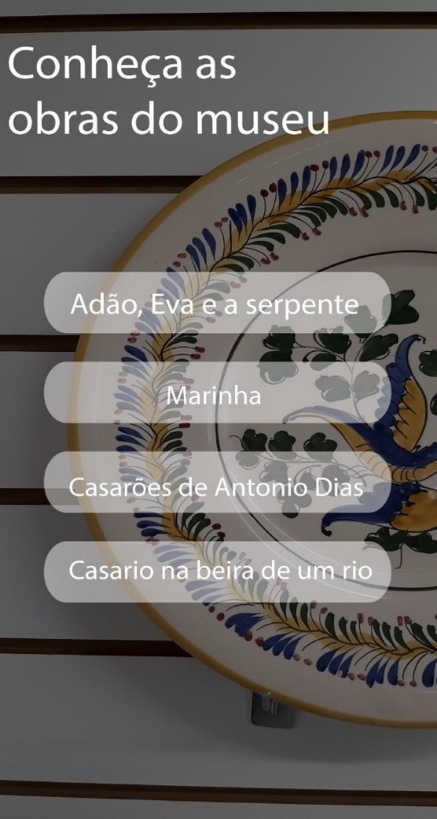 Conheça as
obras do museu
Adão, Eva e a serpente
Marinha
Casarões de Antonio Dias
Casario na beira de um rio